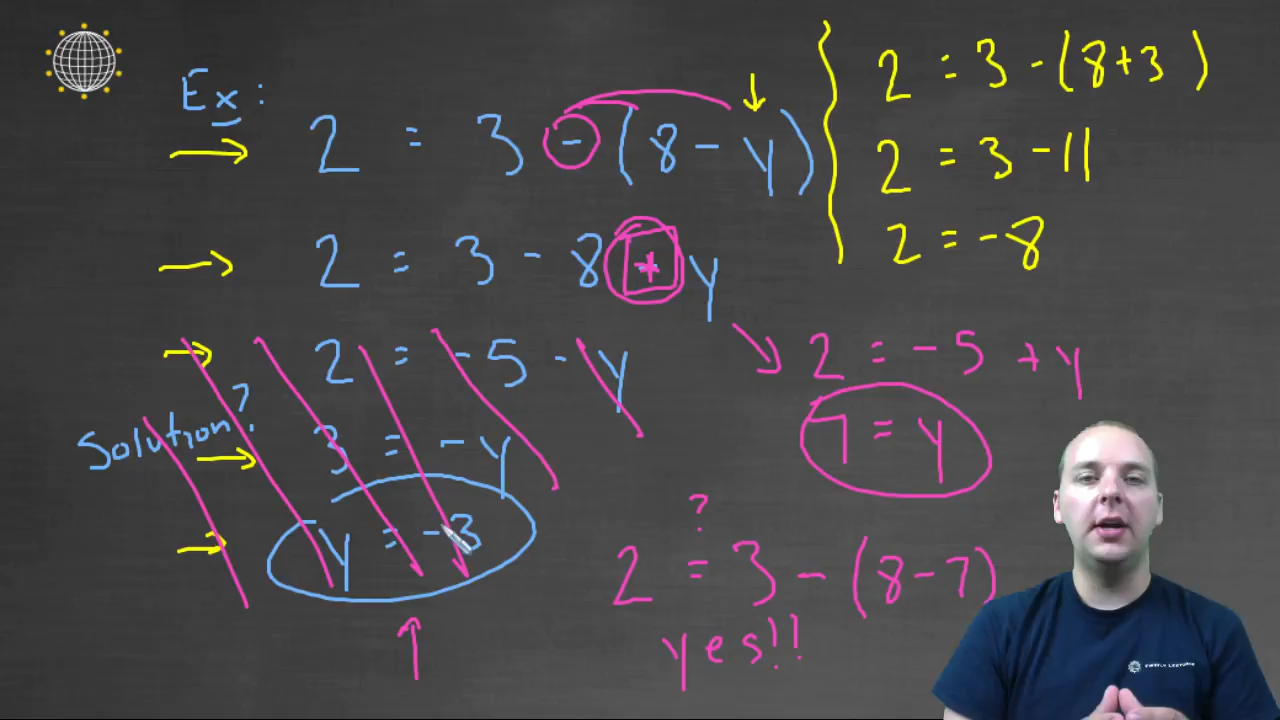 Ex:
2 = 3 - (8 - y)
2 = 3 - 8 + y
2 = -5 - y
Solution?
3 = -y
y = -3
2 = 3 - (8+3)
2 = 3 - 11
2 = -8
2 = -5 + y
7 = y
?
2 = 3 - (8 - 7)
yes!!